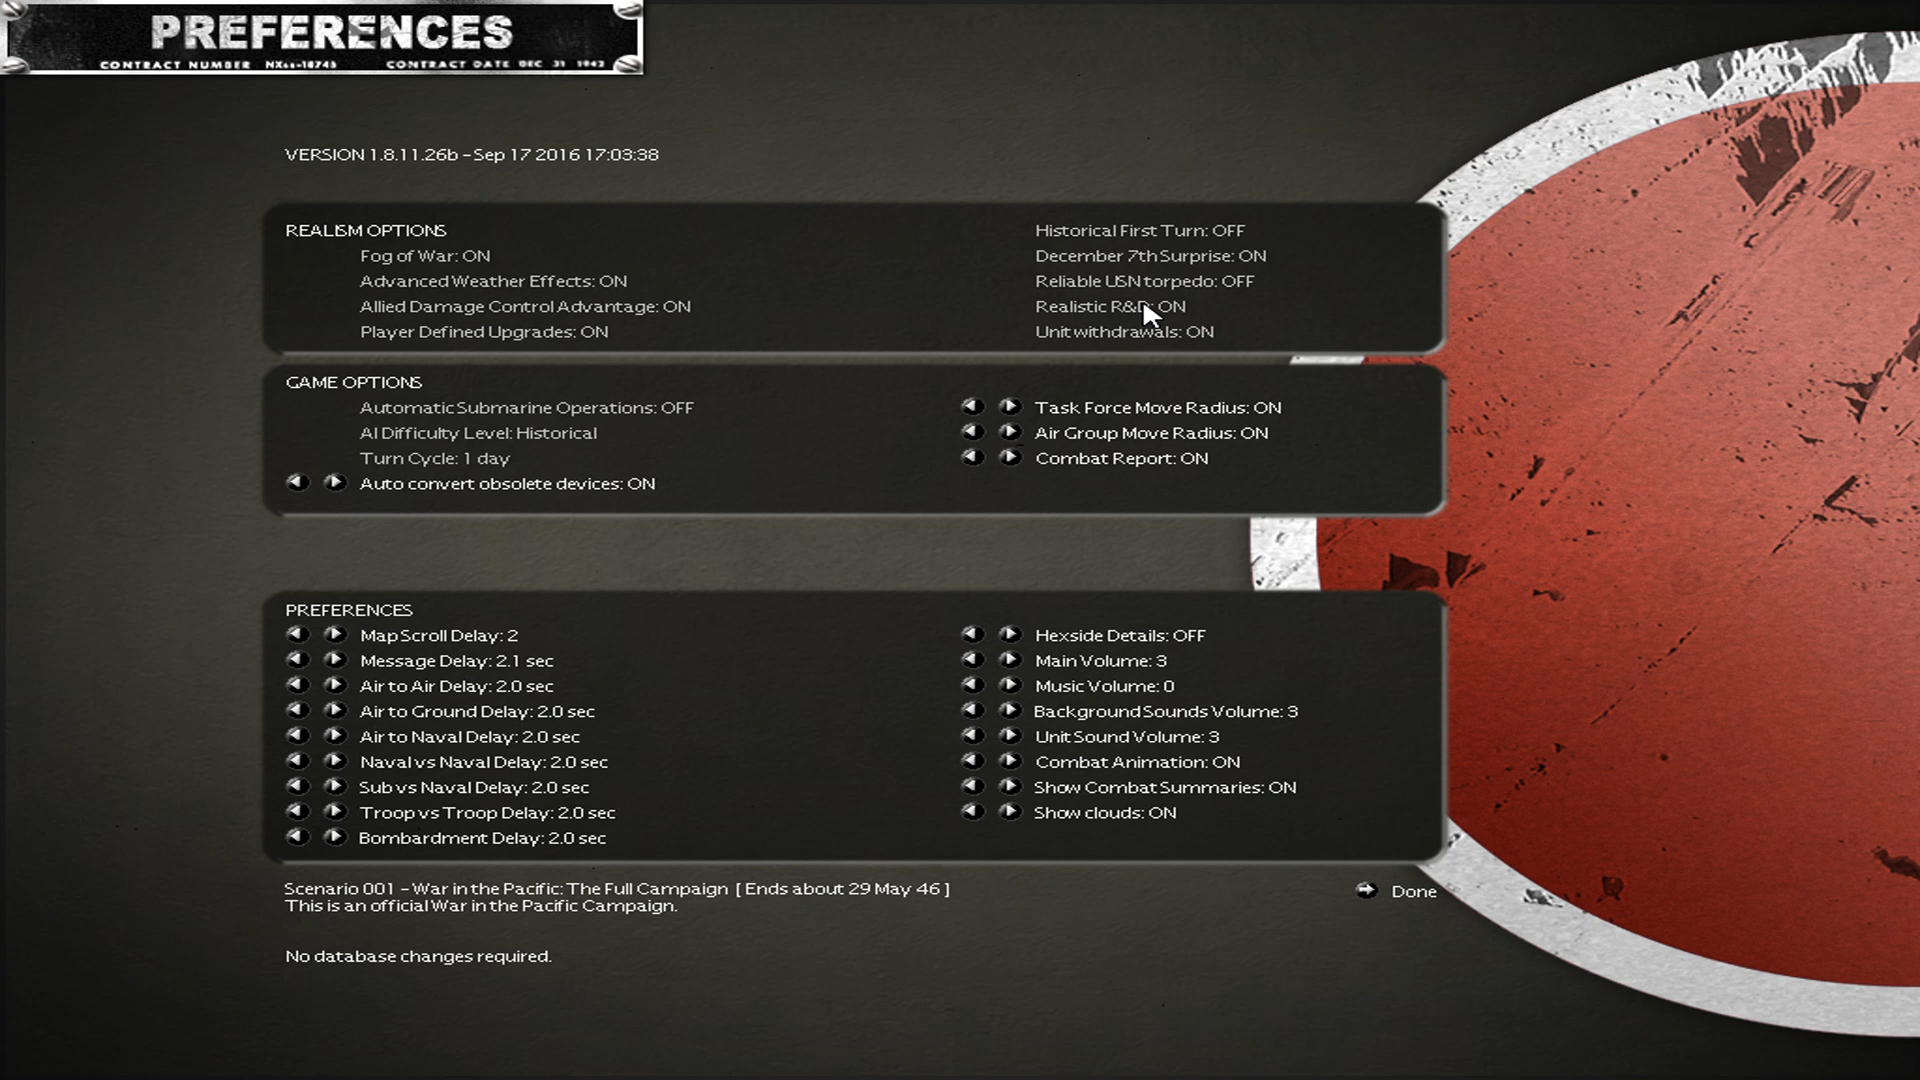 PREFERENCES
CONTRACT NUMBER NX61-18745 CONTRACT DATE DEC 31 1942
VERSION 1.8.11.26b - Sep 17 2016 17:03:38
REALISM OPTIONS
Fog of War: ON
Advanced Weather Effects: ON
Allied Damage Control Advantage: ON
Player Defined Upgrades: ON
Historical First Turn: OFF
December 7th Surprise: ON
Reliable USN torpedo: OFF
Realistic R&D: ON
Unit withdrawals: ON
GAME OPTIONS
Automatic Submarine Operations: OFF
AI Difficulty Level: Historical
Turn Cycle: 1 day
Auto convert obsolete devices: ON
Task Force Move Radius: ON
Air Group Move Radius: ON
Combat Report: ON
PREFERENCES
Map Scroll Delay: 2
Message Delay: 2.1 sec
Air to Air Delay: 2.0 sec
Air to Ground Delay: 2.0 sec
Air to Naval Delay: 2.0 sec
Naval vs Naval Delay: 2.0 sec
Sub vs Naval Delay: 2.0 sec
Troop vs Troop Delay: 2.0 sec
Bombardment Delay: 2.0 sec
Hexside Details: OFF
Main Volume: 3
Music Volume: 0
Background Sounds Volume: 3
Unit Sound Volume: 3
Combat Animation: ON
Show Combat Summaries: ON
Show clouds: ON
Scenario 001 - War in the Pacific: The Full Campaign [ Ends about 29 May 46 ]
This is an official War in the Pacific Campaign.
Done
No database changes required.